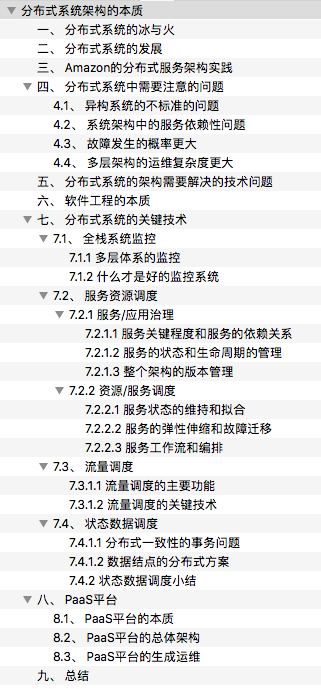 分布式系统架构的本质
一、 分布式系统的冰与火
二、 分布式系统的发展
三、 Amazon的分布式服务架构实践
四、 分布式系统中需要注意的问题
4.1、 异构系统的不标准的问题
4.2、 系统架构中的服务依赖性问题
4.3、 故障发生的概率更大
4.4、 多层架构的运维复杂度更大
五、 分布式系统的架构需要解决的技术问题
六、 软件工程的本质
七、 分布式系统的关键技术
7.1、 全栈系统监控
7.1.1 多层体系的监控
7.1.2 什么才是好的监控系统
7.2、 服务资源调度
7.2.1 服务/应用治理
7.2.1.1 服务关键程度和服务的依赖关系
7.2.1.2 服务的状态和生命周期的管理
7.2.1.3 整个架构的版本管理
7.2.2 资源/服务调度
7.2.2.1 服务状态的维持和拟合
7.2.2.2 服务的弹性伸缩和故障迁移
7.2.2.3 服务工作流和编排
7.3、 流量调度
7.3.1.1 流量调度的主要功能
7.3.1.2 流量调度的关键技术
7.4、 状态数据调度
7.4.1.1 分布式一致性的事务问题
7.4.1.2 数据结点的分布式方案
7.4.2 状态数据调度小结
八、 PaaS平台
8.1、 PaaS平台的本质
8.2、 PaaS平台的总体架构
8.3、 PaaS平台的生成运维
九、 总结